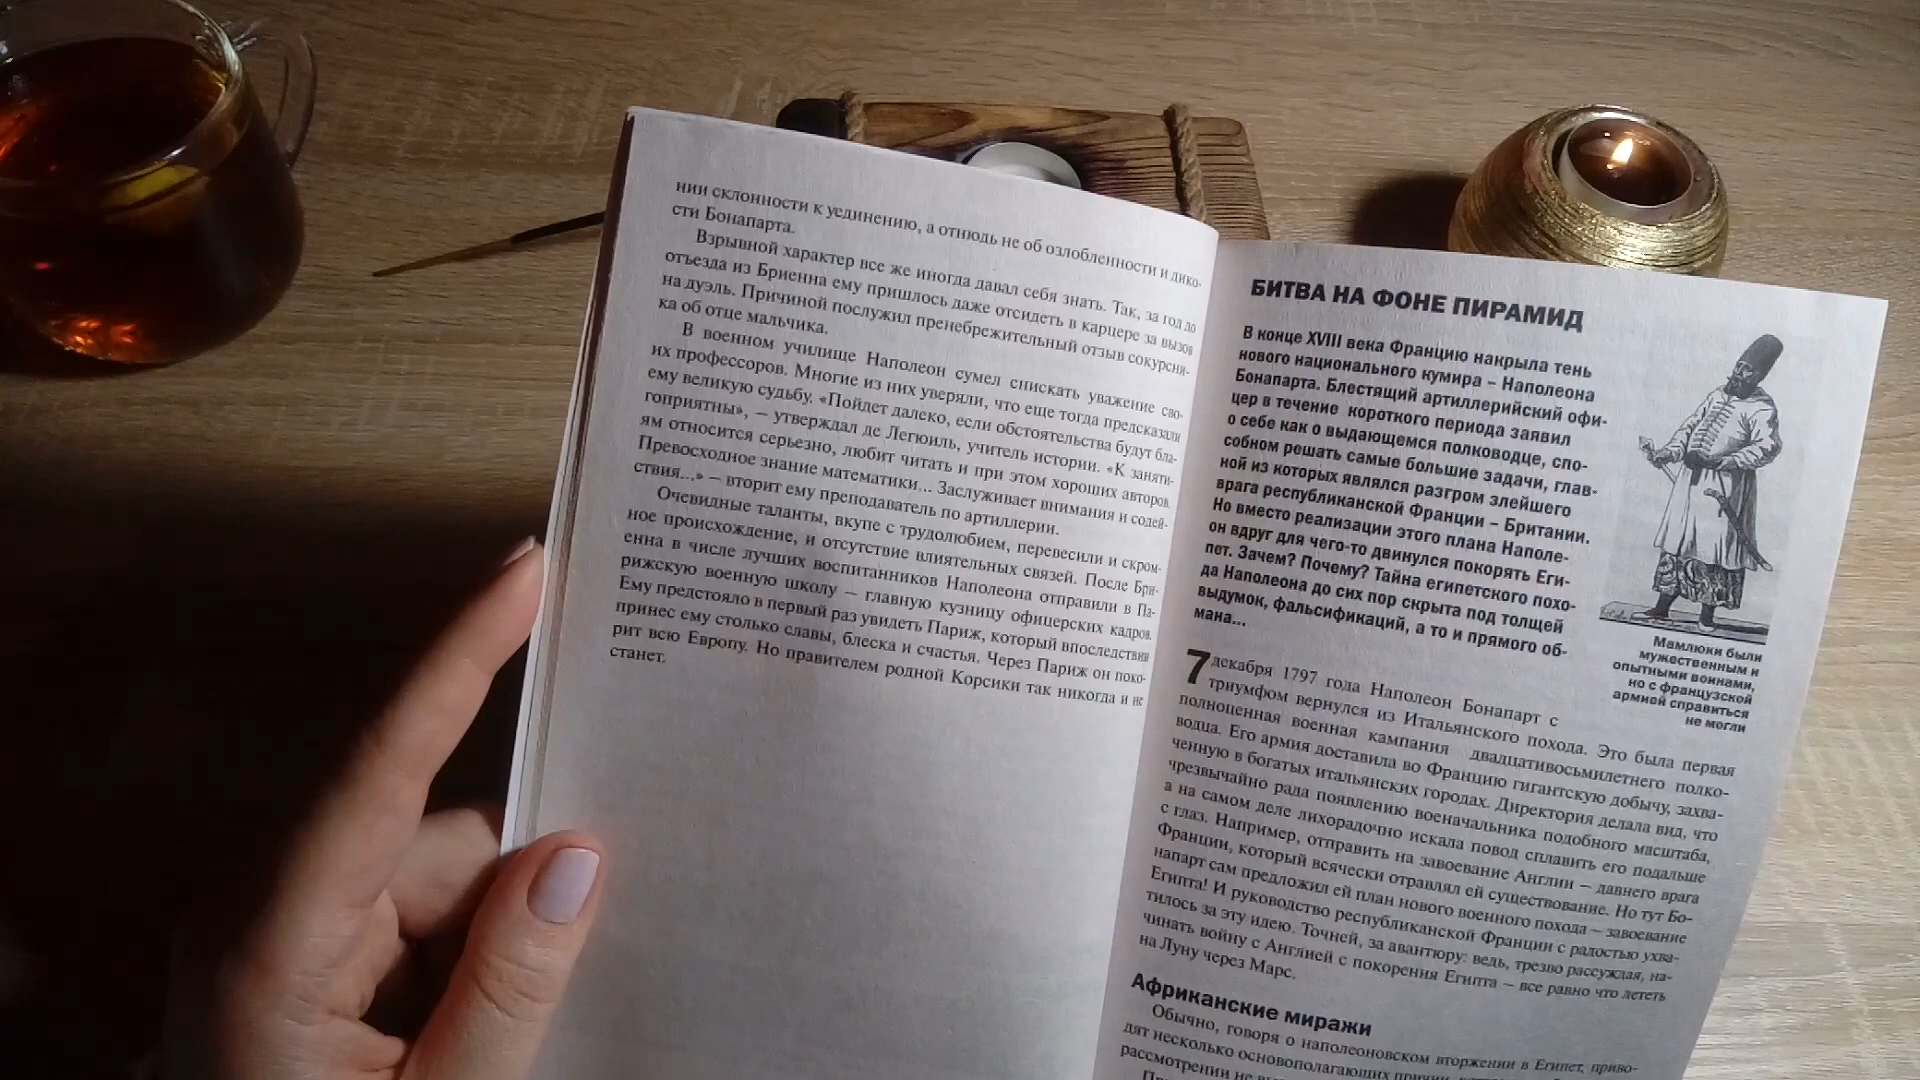 нии склонности к уединению, а отнюдь не об озлобленности и дико-
сти Бонапарта.
Взрывной характер все же иногда давал себя знать. Так, за год до
отъезда из Бриенна ему пришлось даже отсидеть в карцере за вызов
на дуэль. Причиной послужил пренебрежительный отзыв сокурсни-
ка об отце мальчика.
В военном училище Наполеон сумел снискать уважение сво-
их профессоров. Многие из них уверяли, что еще тогда предсказали
ему великую судьбу. «Пойдет далеко, если обстоятельства будут бла-
гоприятны», – утверждал де Легюиль, учитель истории. «К заняти-
ям относится серьезно, любит читать и при этом хороших авторов.
Превосходное знание математики... Заслуживает внимания и содей-
ствия...» – вторит ему преподаватель по артиллерии.
Очевидные таланты, вкупе с трудолюбием, перевесили и скром-
ное происхождение, и отсутствие влиятельных связей. После Бри-
енна в числе лучших воспитанников Наполеона отправили в Па-
рижскую военную школу – главную кузницу офицерских кадров.
Ему предстояло в первый раз увидеть Париж, который впоследствии
принес ему столько славы, блеска и счастья. Через Париж он поко-
рит всю Европу. Но правителем родной Корсики так никогда и не
станет.
БИТВА НА ФОНЕ ПИРАМИД
В конце XVIII века Францию накрыла тень
нового национального кумира – Наполеона
Бонапарта. Блестящий артиллерийский офи-
цер в течение короткого периода заявил
о себе как о выдающемся полководце, спо-
собном решать самые большие задачи, глав-
ной из которых являлся разгром злейшего
врага республиканской Франции – Британии.
Но вместо реализации этого плана Наполе-
он вдруг для чего-то двинулся покорять Еги-
пет. Зачем? Почему? Тайна египетского похо-
да Наполеона до сих пор скрыта под толщей
выдумок, фальсификаций, а то и прямого об-
мана...
Мамлюки были
мужественным и
опытными воинами,
но с французской
армией справиться
не могли
7 декабря 1797 года Наполеон Бонапарт с
триумфом вернулся из Итальянского похода. Это была первая
полноценная военная кампания двадцативосьмилетнего полко-
водца. Его армия доставила во Францию гигантскую добычу, захва-
ченную в богатых итальянских городах. Директория делала вид, что
чрезвычайно рада появлению военачальника подобного масштаба,
а на самом деле лихорадочно искала повод сплавить его подальше
с глаз. Например, отправить на завоевание Англии – давнего врага
Франции, который всячески отравлял ей существование. Но тут Бо-
напарт сам предложил ей план нового военного похода – завоевание
Египта! И руководство республиканской Франции с радостью ухва-
тилось за эту идею. Точней, за авантюру: ведь, трезво рассуждая, на-
чинать войну с Англией с покорения Египта – все равно что лететь
на Луну через Марс.
Африканские миражи
Обычно, говоря о наполеоновском вторжении в Египет, приво-
дят несколько основополагающих причин,
рассмотрении не